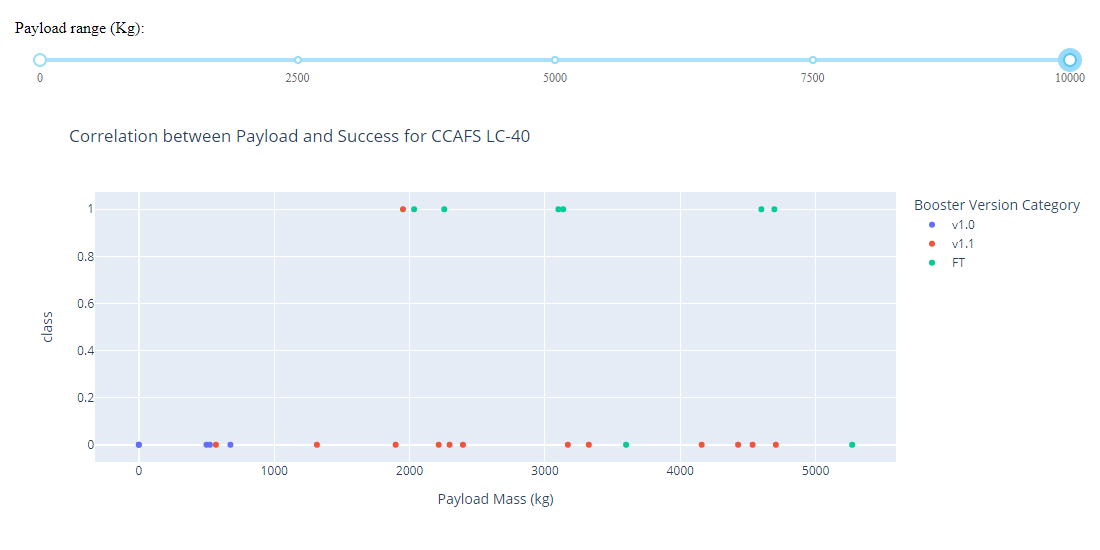 Payload range (Kg):
0 2500 5000 7500 10000
Correlation between Payload and Success for CCAFS LC-40
Booster Version Category
v1.0
v1.1
FT
class
1
0.8
0.6
0.4
0.2
0
0 1000 2000 3000 4000 5000
Payload Mass (kg)